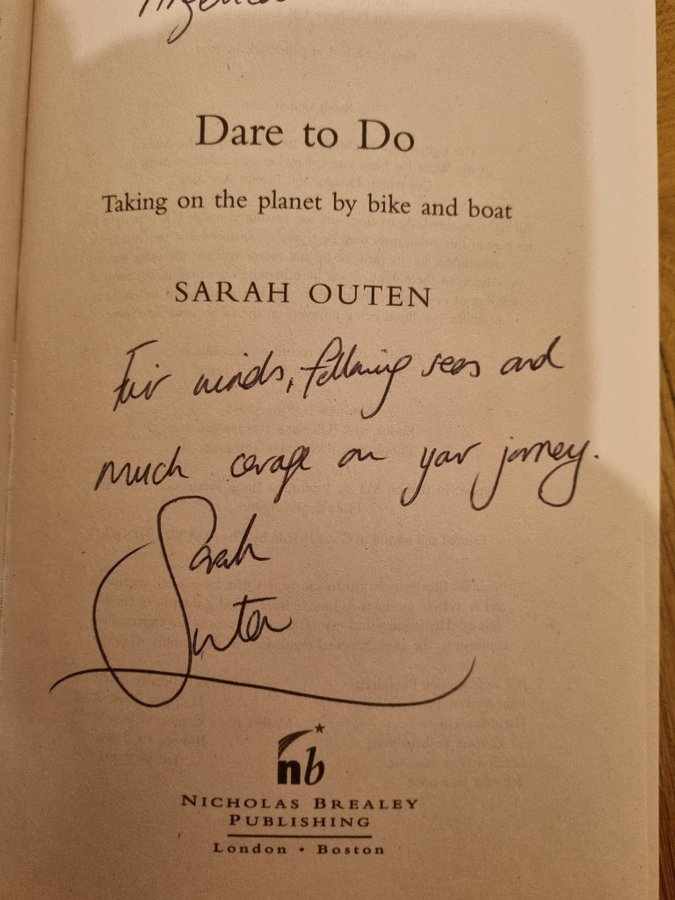 Dare to Do
Taking on the planet by bike and boat
SARAH OUTEN
Fair winds, following seas and
much courage on your journey.
Sarah
Outen
nb
NICHOLAS BREALEY
PUBLISHING
London • Boston